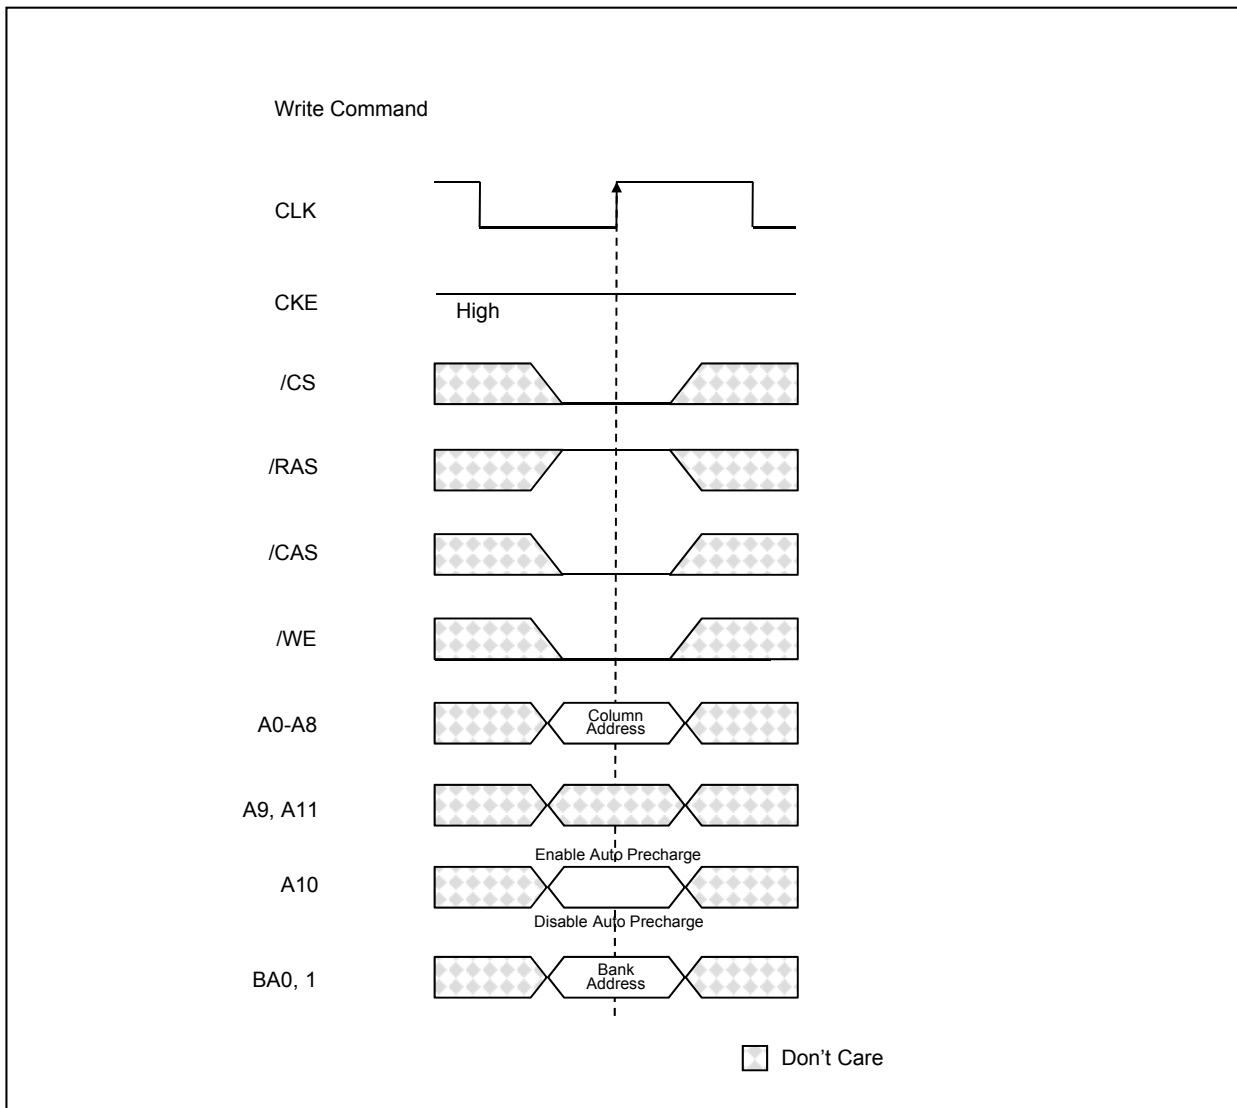 Write Command
CLK
CKE
High
/CS
/RAS
/CAS
/WE
A0-A8
Column
Address
A9, A11
Enable Auto Precharge
A10
Disable Auto Precharge
BA0, 1
Bank
Address
Don’t Care